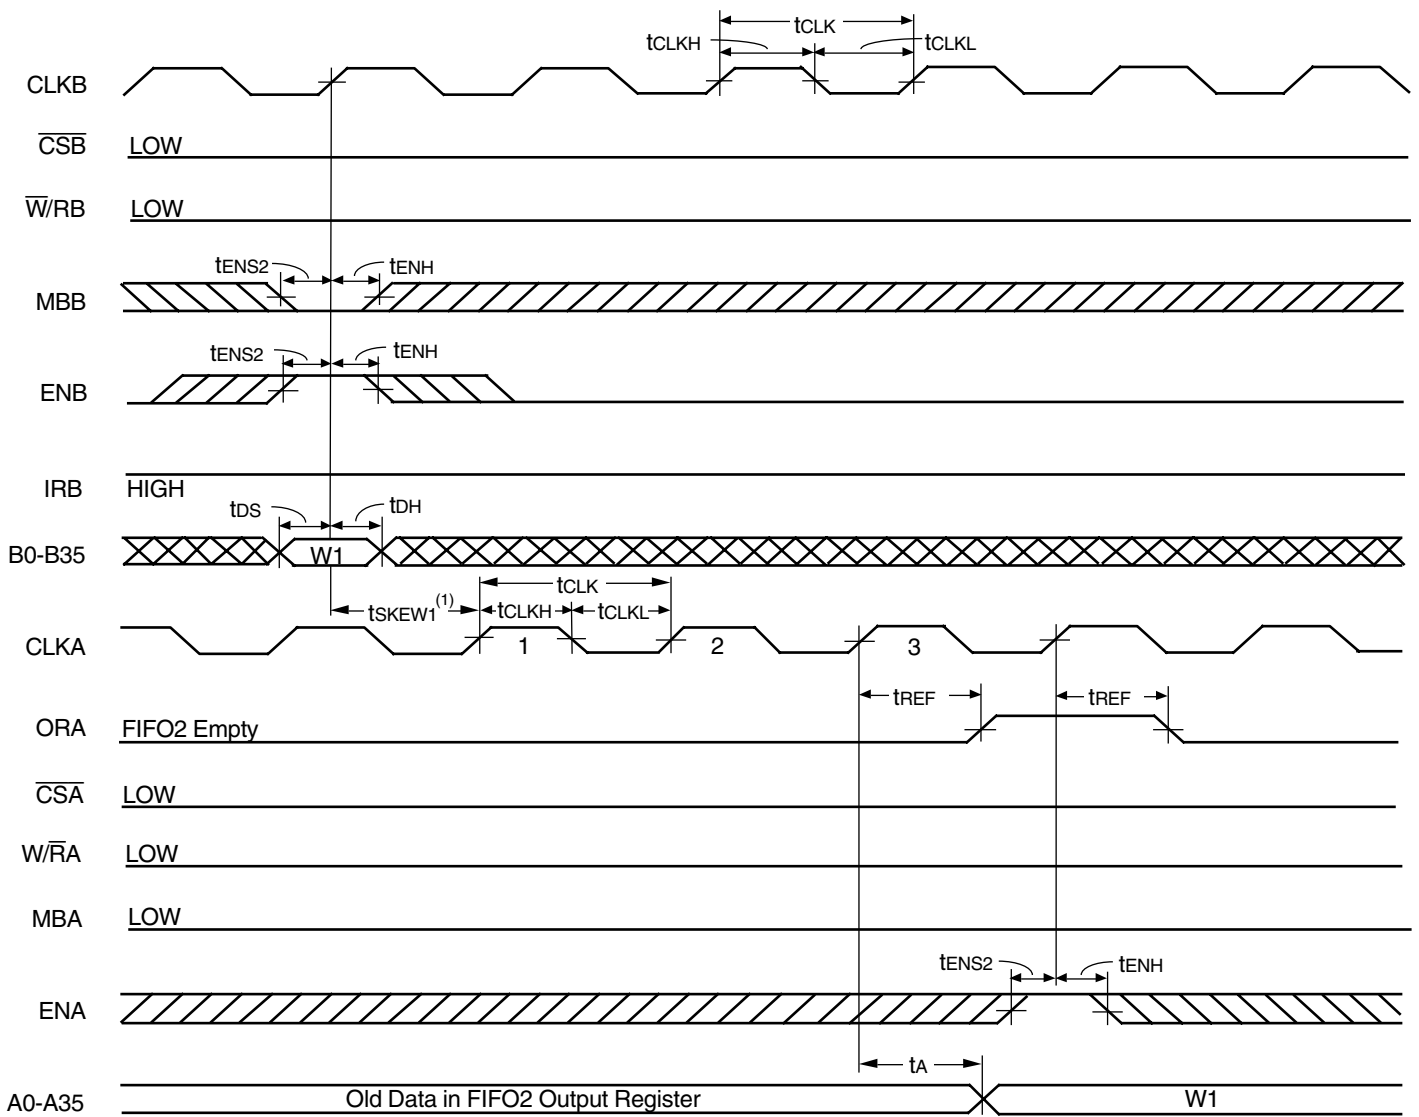 tCLK
tCLKH
tCLKL
CLKB
CSB
LOW
W/RB
LOW
tENS2
tENH
MBB
tENS2
tENH
ENB
IRB
HIGH
tDS
tDH
B0-B35
W1
tCLK
tSKEW1(1)
tCLKH
tCLKL
CLKA
1
2
3
tREF
tREF
ORA
FIFO2 Empty
CSA
LOW
W/RA
LOW
MBA
LOW
tENS2
tENH
ENA
tA
A0-A35
Old Data in FIFO2 Output Register
W1